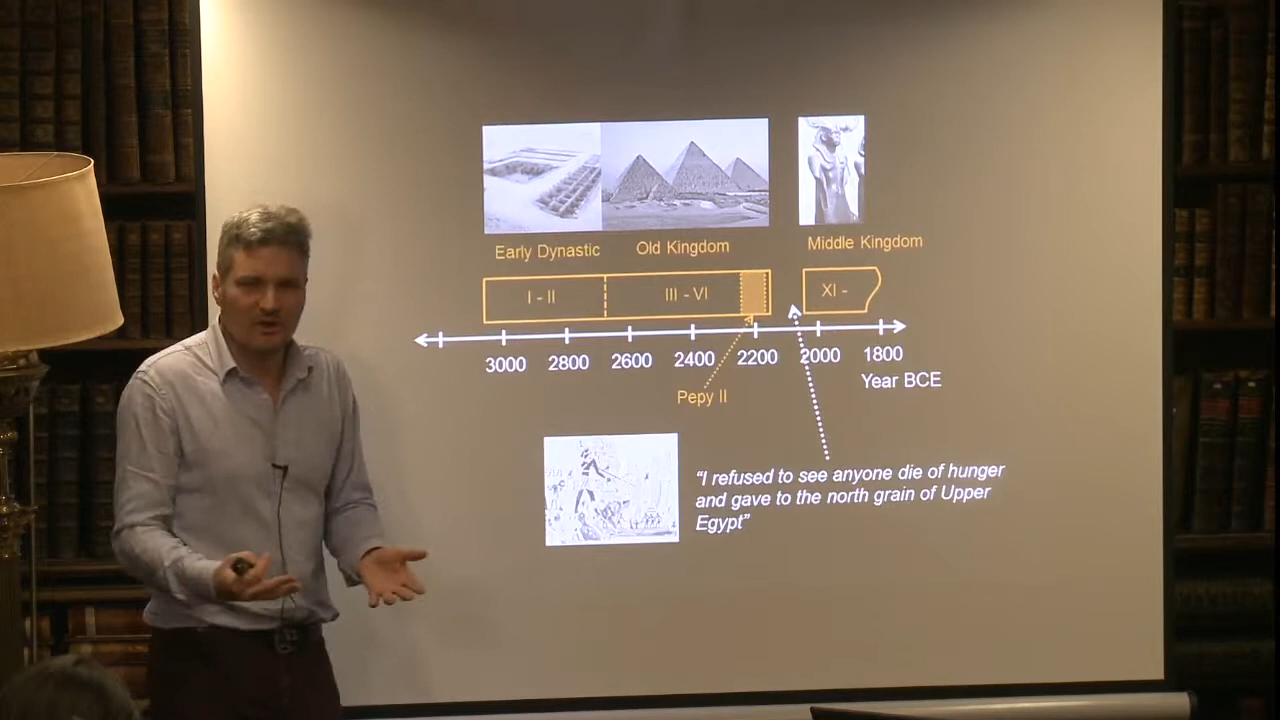 Early Dynastic
Old Kingdom
Middle Kingdom
I - II
III - VI
XI -
3000
2800
2600
2400
2200
2000
1800
Year BCE
Pepy II
“I refused to see anyone die of hunger
and gave to the north grain of Upper
Egypt”